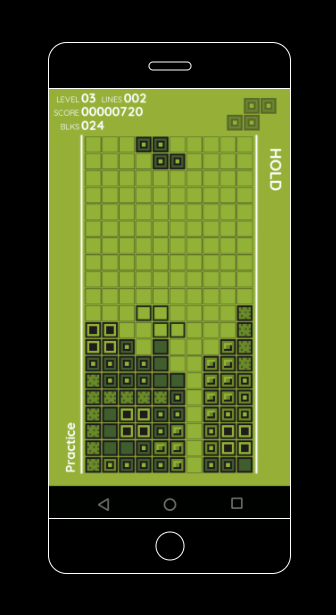 LEVEL 03 LINES 002
SCORE 00000720
BLKS 024
HOLD
Practice